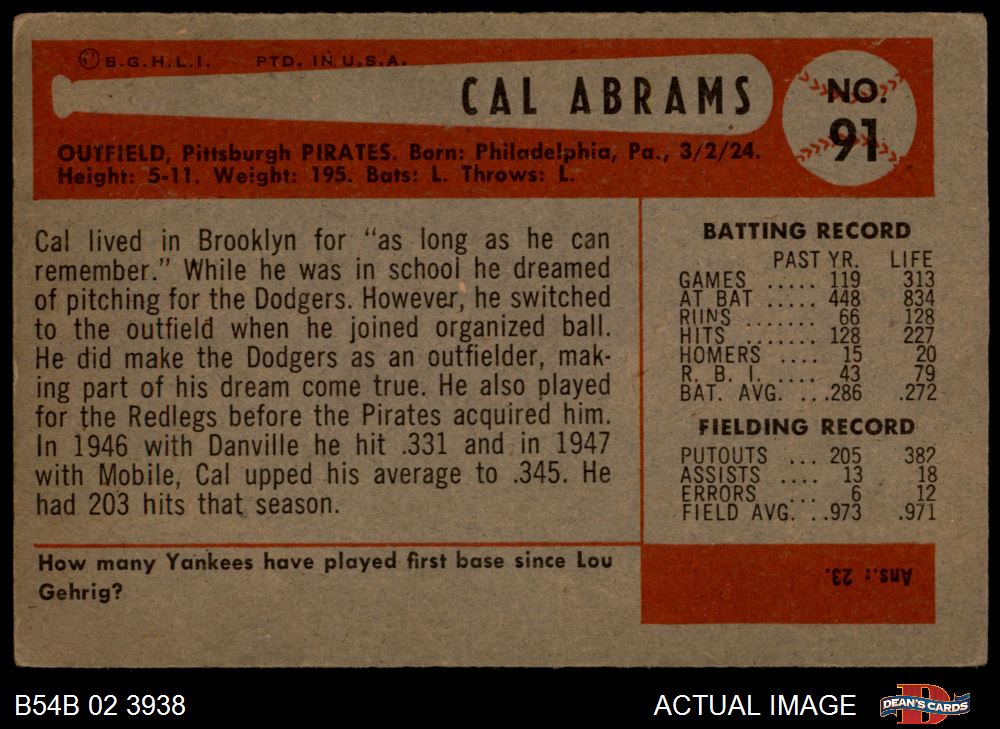 B.G.H.L.I. PTD. IN U.S.A.
CAL ABRAMS
NO.
91
OUTFIELD, Pittsburgh PIRATES. Born: Philadelphia, Pa., 3/2/24.
Height: 5-11. Weight: 195. Bats: L. Throws: L.
Cal lived in Brooklyn for “as long as he can
remember.” While he was in school he dreamed
of pitching for the Dodgers. However, he switched
to the outfield when he joined organized ball.
He did make the Dodgers as an outfielder, mak-
ing part of his dream come true. He also played
for the Redlegs before the Pirates acquired him.
In 1946 with Danville he hit .331 and in 1947
with Mobile, Cal upped his average to .345. He
had 203 hits that season.
BATTING RECORD
PAST YR. LIFE
GAMES ..... 119 313
AT BAT ..... 448 834
RUNS ....... 66 128
HITS ....... 128 227
HOMERS .... 15 20
R. B. I. .... 43 79
BAT. AVG. ...286 .272
FIELDING RECORD
PUTOUTS ... 205 382
ASSISTS .... 13 18
ERRORS ... 6 12
FIELD AVG. ..973 .971
How many Yankees have played first base since Lou
Gehrig?
Ans.: 23.
B54B 02 3938
ACTUAL IMAGE
DEAN'S CARDS